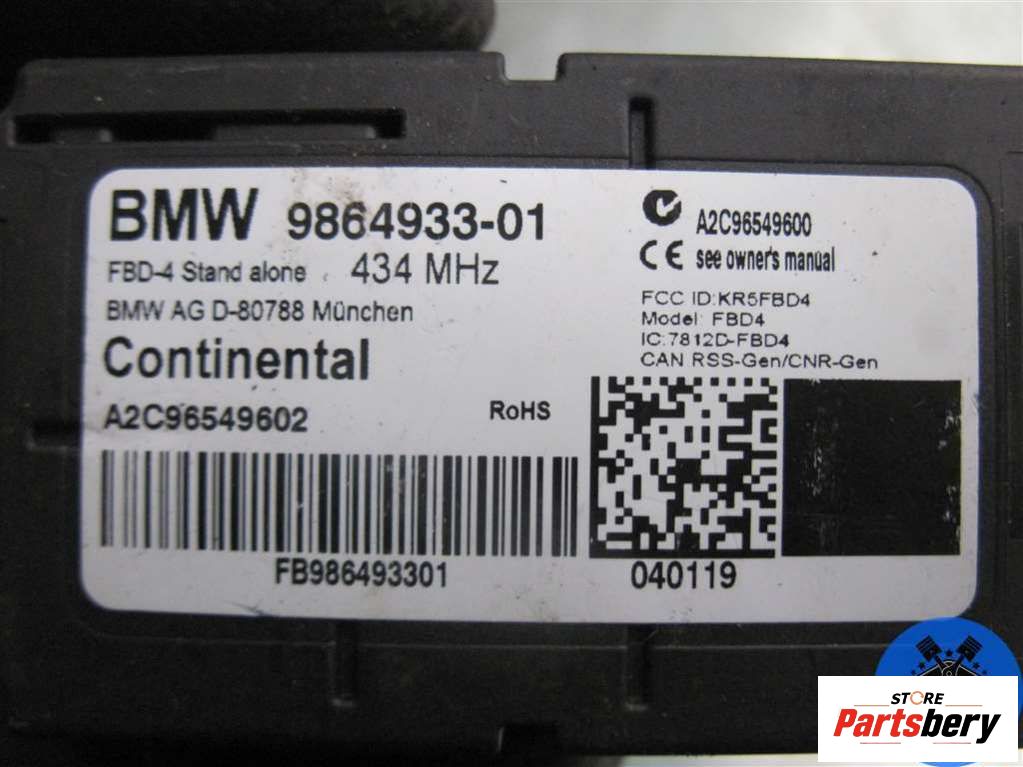 BMW 9864933-01
FBD-4 Stand alone 434 MHz
BMW AG D-80788 München
Continental
A2C96549602
RoHS
FB986493301
A2C96549600
CE see owner's manual
FCC ID:KR5FBD4
Model: FBD4
IC:7812D-FBD4
CAN RSS-Gen/CNR-Gen
040119
STORE
Partsbery